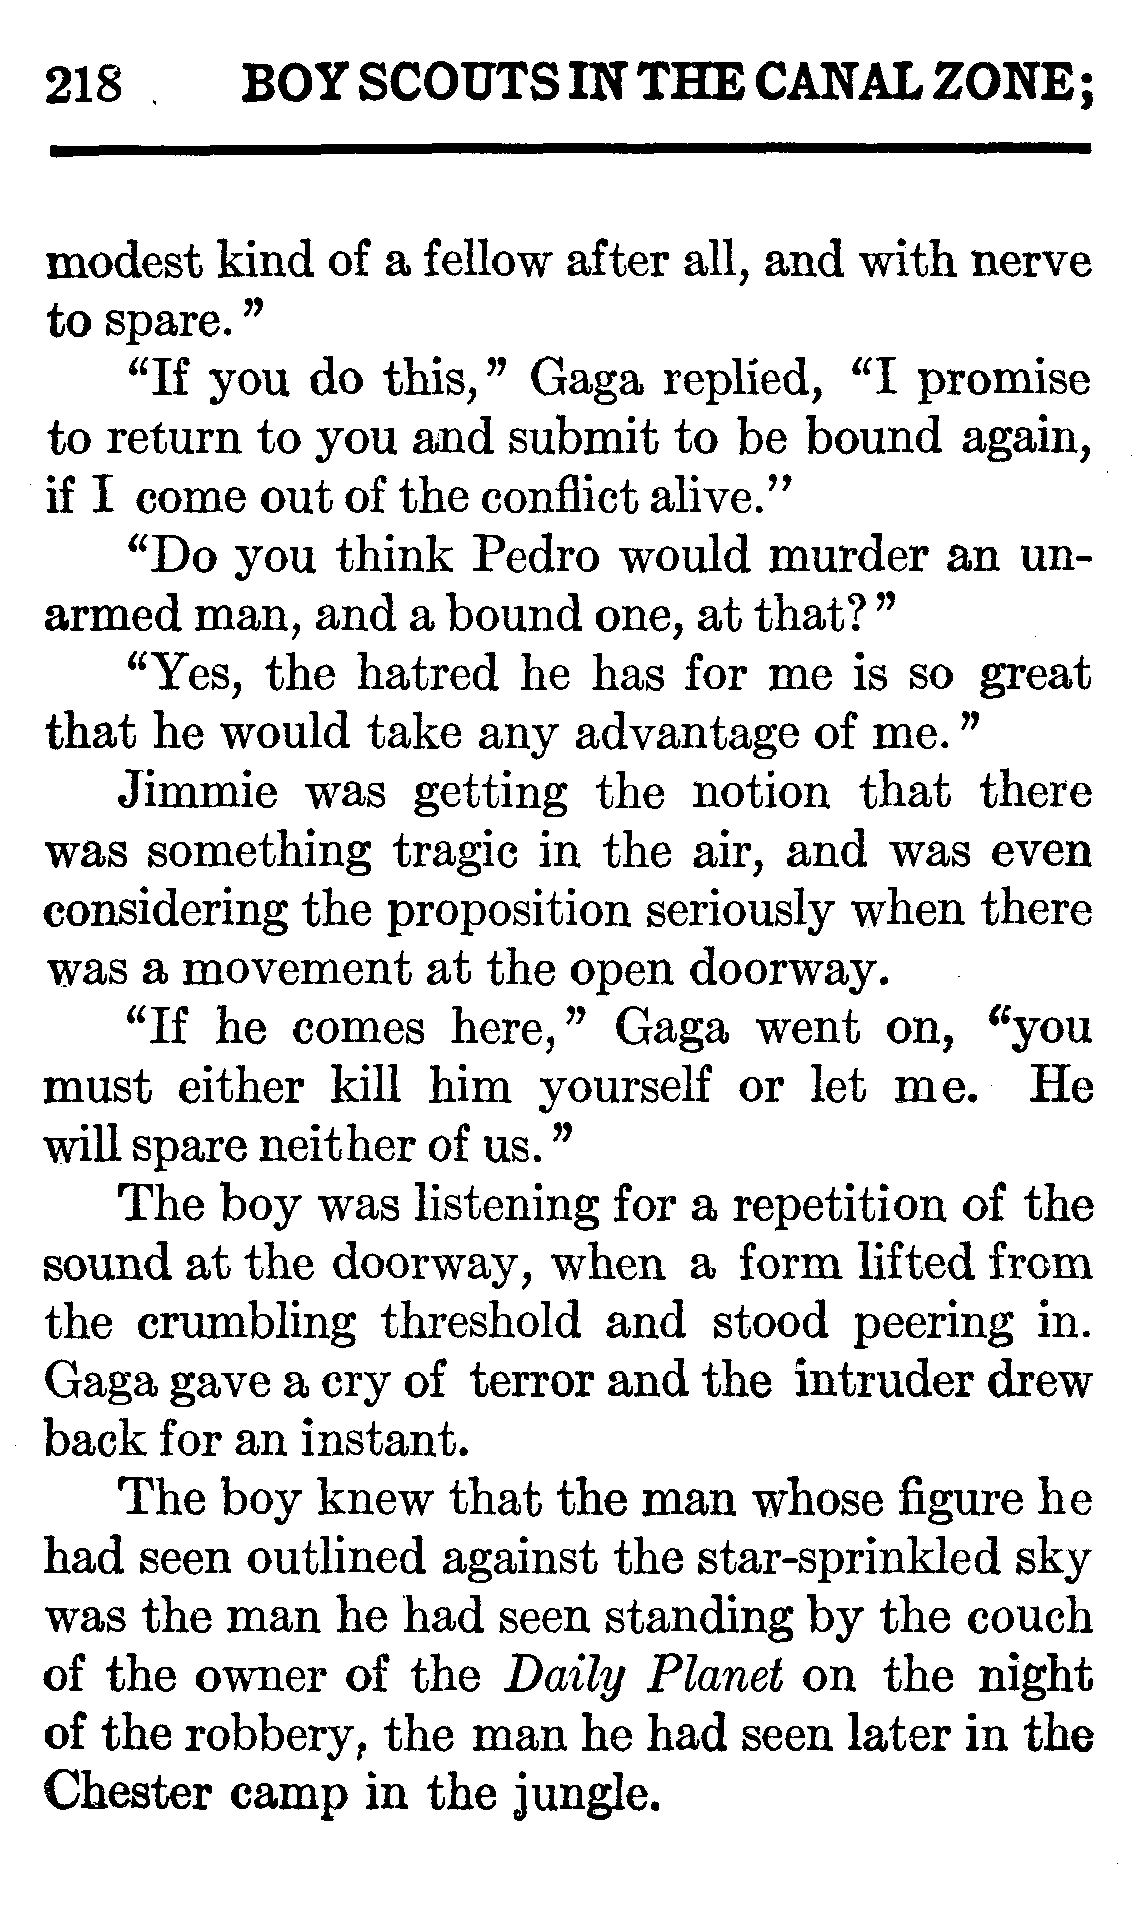 218 BOY SCOUTS IN THE CANAL ZONE;
modest kind of a fellow after all, and with nerve
to spare."
"If you do this," Gaga replied, "I promise
to return to you and submit to be bound again,
if I come out of the conflict alive."
"Do you think Pedro would murder an un-
armed man, and a bound one, at that?"
"Yes, the hatred he has for me is so great
that he would take any advantage of me."
Jimmie was getting the notion that there
was something tragic in the air, and was even
considering the proposition seriously when there
was a movement at the open doorway.
"If he comes here," Gaga went on, "you
must either kill him yourself or let me. He
will spare neither of us."
The boy was listening for a repetition of the
sound at the doorway, when a form lifted from
the crumbling threshold and stood peering in.
Gaga gave a cry of terror and the intruder drew
back for an instant.
The boy knew that the man whose figure he
had seen outlined against the star-sprinkled sky
was the man he had seen standing by the couch
of the owner of the Daily Planet on the night
of the robbery, the man he had seen later in the
Chester camp in the jungle.